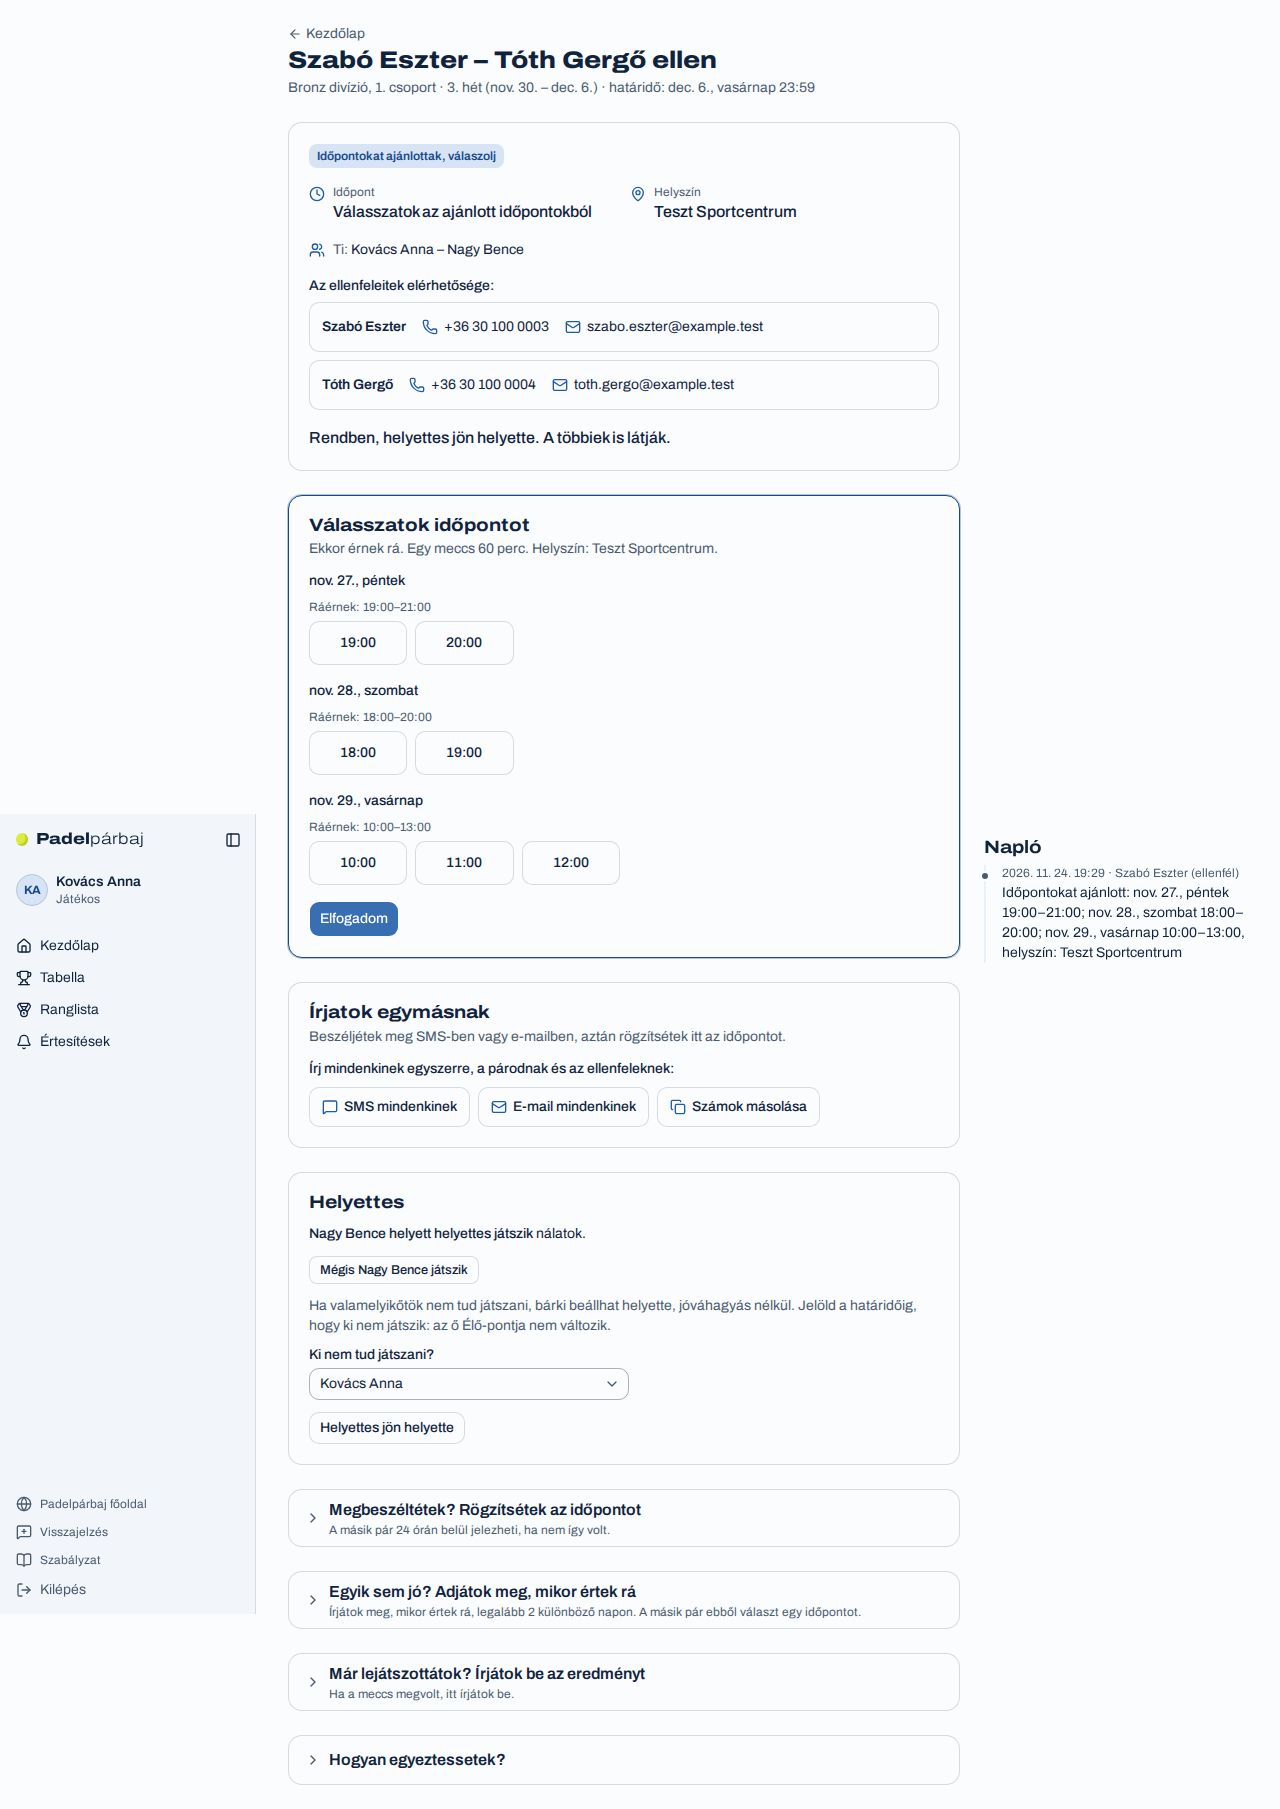 Kezdőlap
Szabó Eszter – Tóth Gergő ellen
Bronz divízió, 1. csoport · 3. hét (nov. 30. – dec. 6.) · határidő: dec. 6., vasárnap 23:59
Időpontokat ajánlottak, válaszolj
Időpont
Válasszatok az ajánlott időpontokból
Helyszín
Teszt Sportcentrum
Ti: Kovács Anna – Nagy Bence
Az ellenfeleitek elérhetősége:
Szabó Eszter +36 30 100 0003 szabo.eszter@example.test
Tóth Gergő +36 30 100 0004 toth.gergo@example.test
Rendben, helyettes jön helyette. A többiek is látják.
Válasszatok időpontot
Ekkor érnek rá. Egy meccs 60 perc. Helyszín: Teszt Sportcentrum.
nov. 27., péntek
Ráérnek: 19:00–21:00
19:00 20:00
nov. 28., szombat
Ráérnek: 18:00–20:00
18:00 19:00
nov. 29., vasárnap
Ráérnek: 10:00–13:00
10:00 11:00 12:00
Elfogadom
Írjatok egymásnak
Beszéljétek meg SMS-ben vagy e-mailben, aztán rögzítsétek itt az időpontot.
Írj mindenkinek egyszerre, a párodnak és az ellenfeleknek:
SMS mindenkinek E-mail mindenkinek Számok másolása
Helyettes
Nagy Bence helyett helyettes játszik nálatok.
Mégis Nagy Bence játszik
Ha valamelyikőtök nem tud játszani, bárki beállhat helyette, jóváhagyás nélkül. Jelöld a határidőig,
hogy ki nem játszik: az ő Élő-pontja nem változik.
Ki nem tud játszani?
Kovács Anna
Helyettes jön helyette
Megbeszéltétek? Rögzítsétek az időpontot
A másik pár 24 órán belül jelezheti, ha nem így volt.
Egyik sem jó? Adjátok meg, mikor értek rá
Írjátok meg, mikor értek rá, legalább 2 különböző napon. A másik pár ebből választ egy időpontot.
Már lejátszottátok? Írjátok be az eredményt
Ha a meccs megvolt, itt írjátok be.
Hogyan egyeztessetek?
Padelpárbaj
KA
Kovács Anna
Játékos
Kezdőlap
Tabella
Ranglista
Értesítések
Padelpárbaj főoldal
Visszajelzés
Szabályzat
Kilépés
Napló
2026. 11. 24. 19:29 · Szabó Eszter (ellenfél)
Időpontokat ajánlott: nov. 27., péntek
19:00–21:00; nov. 28., szombat 18:00–
20:00; nov. 29., vasárnap 10:00–13:00,
helyszín: Teszt Sportcentrum